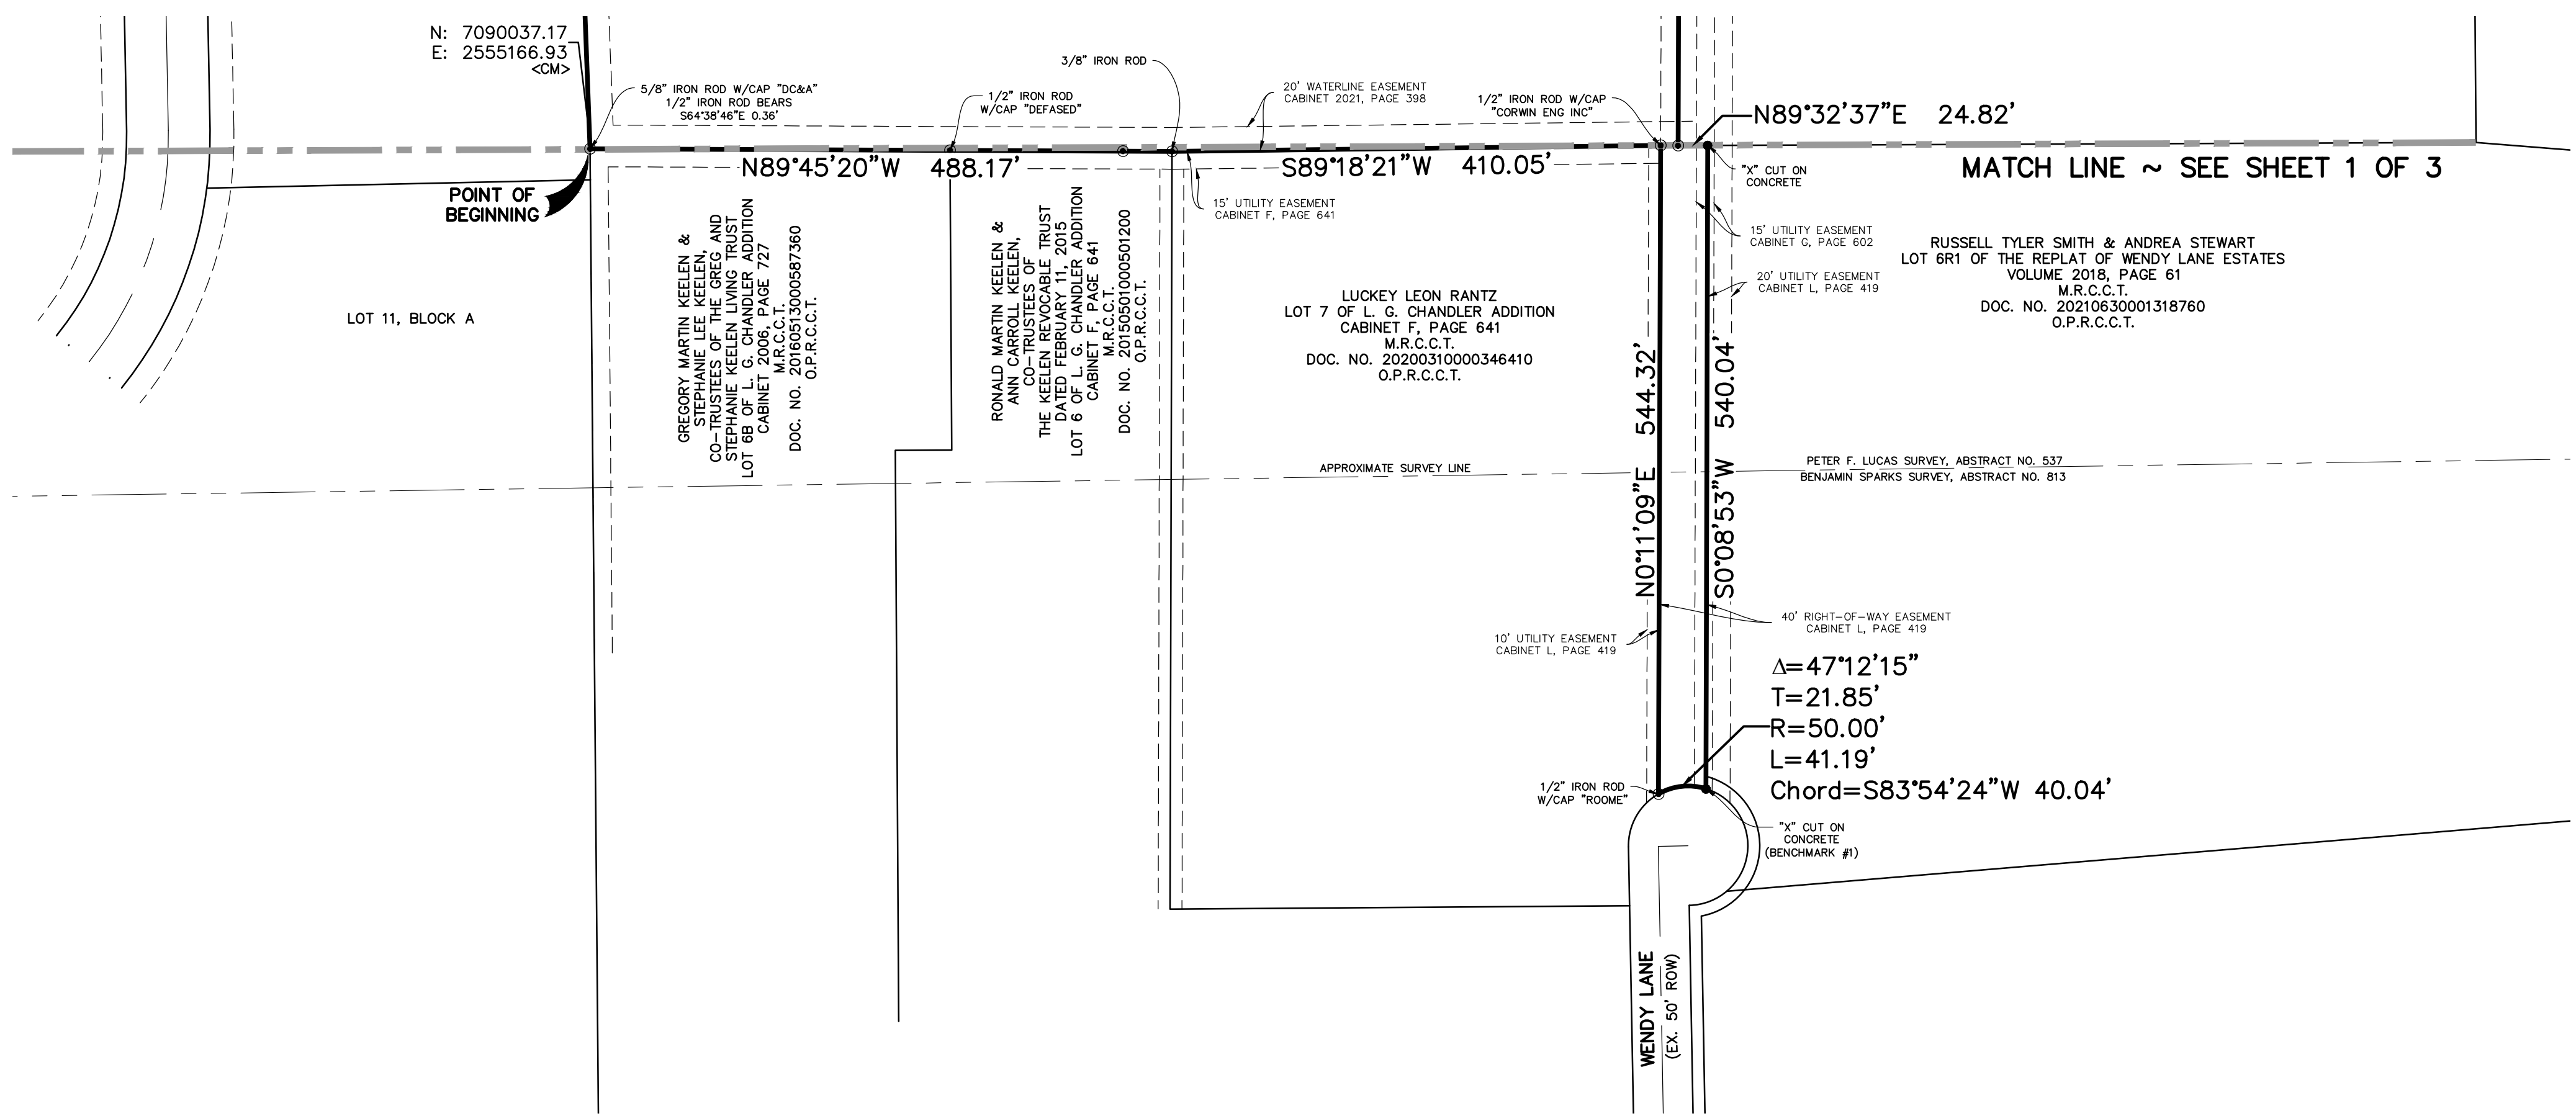 N: 7090037.17
E: 2555166.93
<CM>
5/8" IRON ROD W/CAP "DC&A"
1/2" IRON ROD BEARS
S64°38'46"E 0.36'
1/2" IRON ROD
W/CAP "DEFASED"
3/8" IRON ROD
20' WATERLINE EASEMENT
CABINET 2021, PAGE 398
1/2" IRON ROD W/CAP
"CORWIN ENG INC"
N89°32'37"E 24.82'
POINT OF
BEGINNING
N89°45'20"W 488.17'
S89°18'21"W 410.05'
"X" CUT ON
CONCRETE
MATCH LINE ~ SEE SHEET 1 OF 3
15' UTILITY EASEMENT
CABINET F, PAGE 641
15' UTILITY EASEMENT
CABINET G, PAGE 602
20' UTILITY EASEMENT
CABINET L, PAGE 419
RUSSELL TYLER SMITH & ANDREA STEWART
LOT 6R1 OF THE REPLAT OF WENDY LANE ESTATES
VOLUME 2018, PAGE 61
M.R.C.C.T.
DOC. NO. 20210630001318760
O.P.R.C.C.T.
LOT 11, BLOCK A
GREGORY MARTIN KEELEN &
STEPHANIE LEE KEELEN,
CO-TRUSTEES OF THE GREG AND
STEPHANIE KEELEN LIVING TRUST
LOT 6B OF L. G. CHANDLER ADDITION
CABINET 2006, PAGE 727
M.R.C.C.T.
DOC. NO. 20160513000587360
O.P.R.C.C.T.
RONALD MARTIN KEELEN &
ANN CARROLL KEELEN,
CO-TRUSTEES OF
THE KEELEN REVOCABLE TRUST
DATED FEBRUARY 11, 2015
LOT 6 OF L. G. CHANDLER ADDITION
CABINET F, PAGE 641
M.R.C.C.T.
DOC. NO. 20150501000501200
O.P.R.C.C.T.
LUCKEY LEON RANTZ
LOT 7 OF L. G. CHANDLER ADDITION
CABINET F, PAGE 641
M.R.C.C.T.
DOC. NO. 20200310000346410
O.P.R.C.C.T.
N0°11'09"E 544.32'
S0°08'53"W 540.04'
APPROXIMATE SURVEY LINE
PETER F. LUCAS SURVEY, ABSTRACT NO. 537
BENJAMIN SPARKS SURVEY, ABSTRACT NO. 813
40' RIGHT-OF-WAY EASEMENT
CABINET L, PAGE 419
10' UTILITY EASEMENT
CABINET L, PAGE 419
Δ=47°12'15"
T=21.85'
R=50.00'
L=41.19'
Chord=S83°54'24"W 40.04'
1/2" IRON ROD
W/CAP "ROOME"
"X" CUT ON
CONCRETE
(BENCHMARK #1)
WENDY LANE
(EX. 50' ROW)